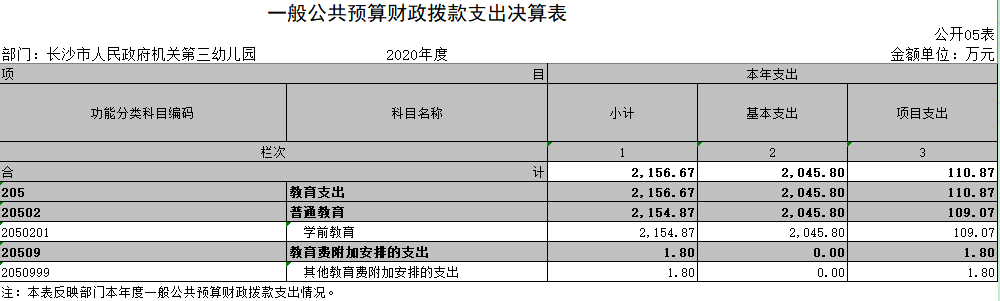 一般公共预算财政拨款支出决算表
公开05表
部门：长沙市人民政府机关第三幼儿园 2020年度 金额单位：万元
项 目 本年支出
功能分类科目编码 科目名称 小计 基本支出 项目支出
栏次 1 2 3
合 计 2,156.67 2,045.80 110.87
205 教育支出 2,156.67 2,045.80 110.87
20502 普通教育 2,154.87 2,045.80 109.07
2050201 学前教育 2,154.87 2,045.80 109.07
20509 教育费附加安排的支出 1.80 0.00 1.80
2050999 其他教育费附加安排的支出 1.80 0.00 1.80
注：本表反映部门本年度一般公共预算财政拨款支出情况。